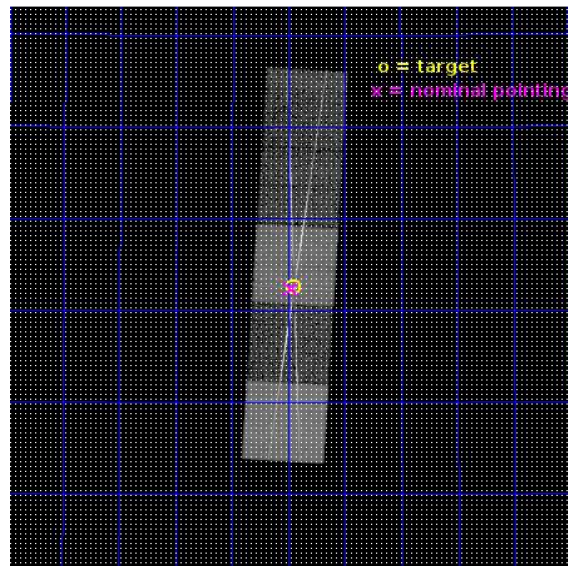 o = target
x = nominal pointing